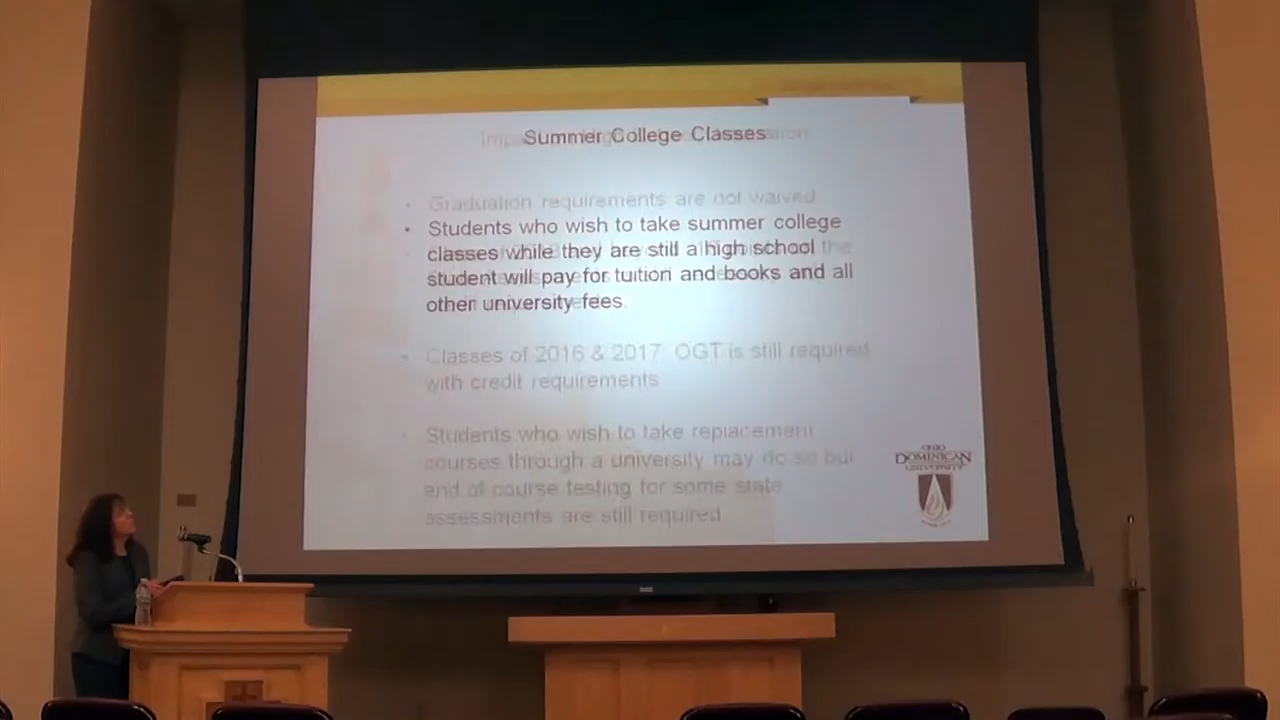 Summer College Classes
• Graduation requirements are not waived
• Students who wish to take summer college
classes while they are still a high school
student will pay for tuition and books and all
other university fees.
• Classes of 2016 & 2017 OGT is still required
with credit requirements
• Students who wish to take replacement
courses through a university may do so but
end of course testing for some state
assessments are still required
OHIO
DOMINICAN
UNIVERSITY